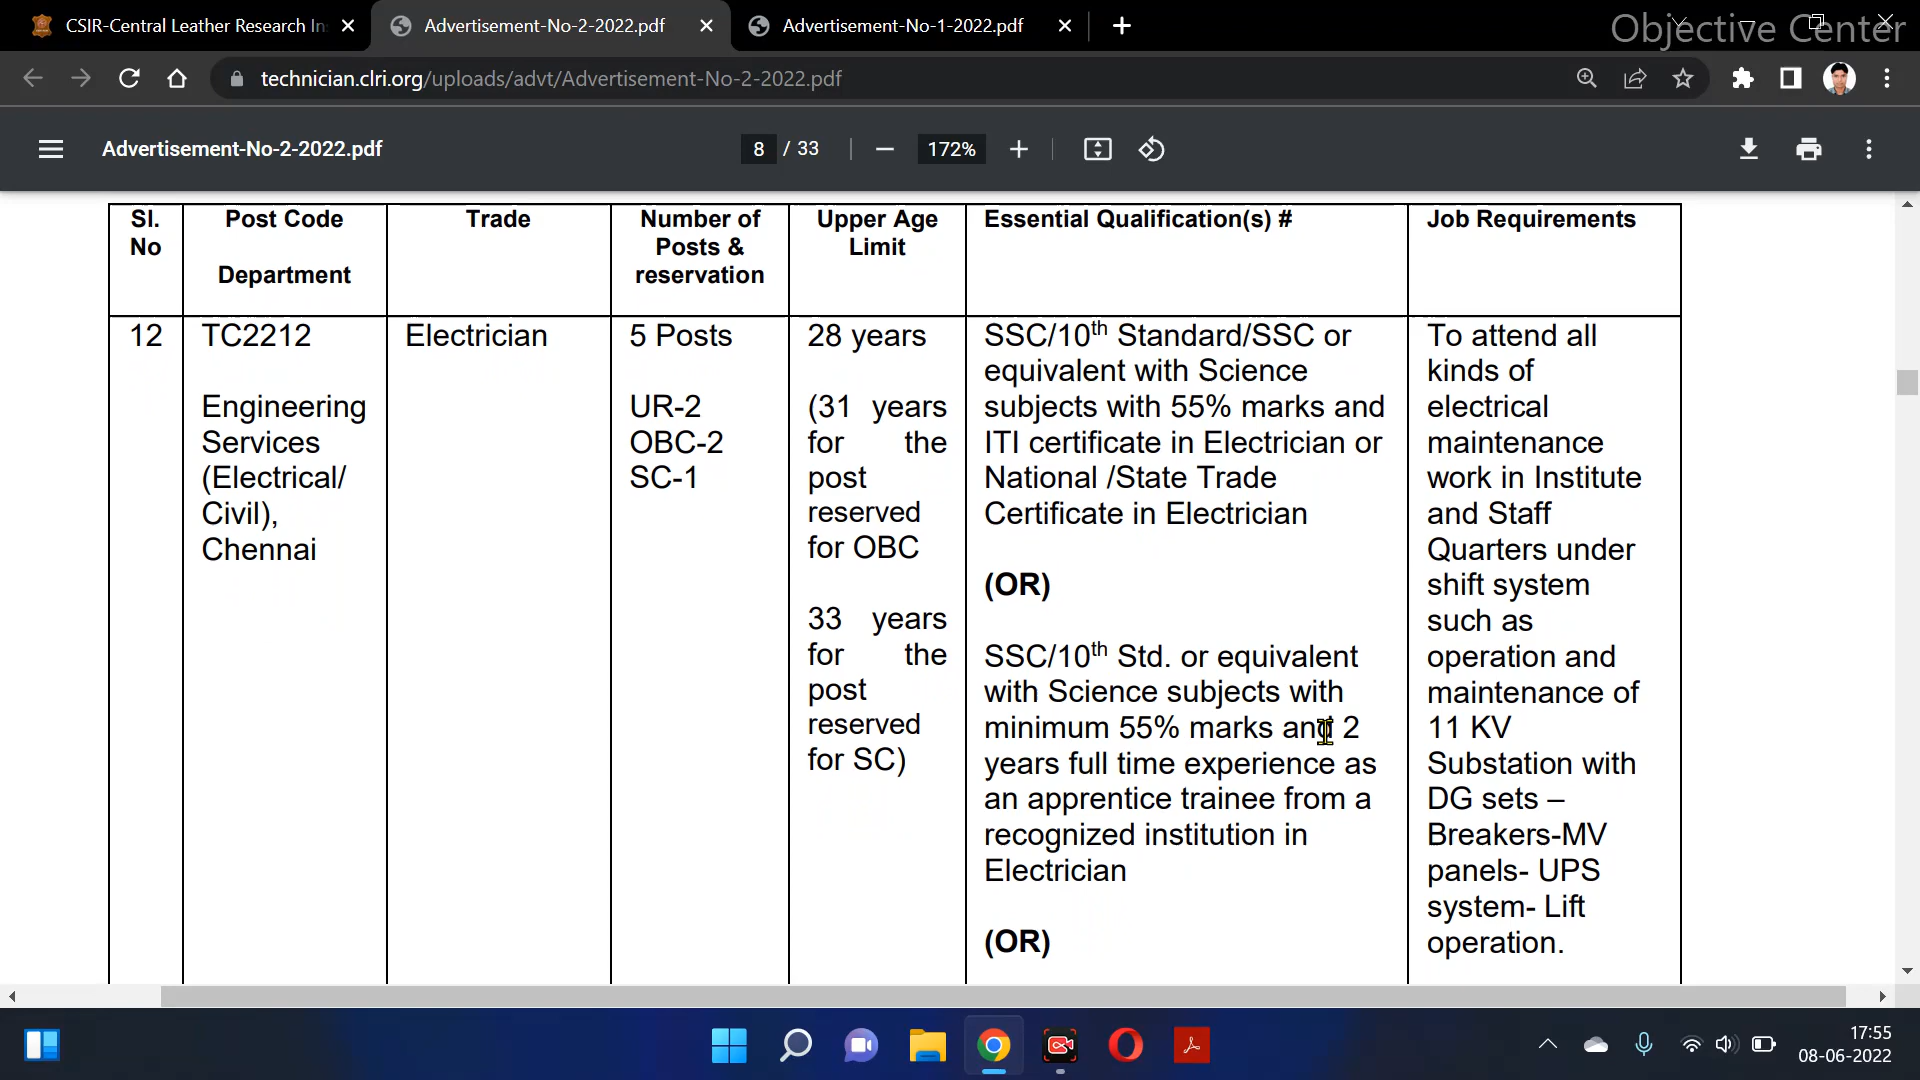 CSIR-Central Leather Research In
Advertisement-No-2-2022.pdf
Advertisement-No-1-2022.pdf
Objective Center
technician.clri.org/uploads/advt/Advertisement-No-2-2022.pdf
Advertisement-No-2-2022.pdf
8 / 33
172%
Sl.
No
Post Code
Department
Trade
Number of
Posts &
reservation
Upper Age
Limit
Essential Qualification(s) #
Job Requirements
12
TC2212
Engineering
Services
(Electrical/
Civil),
Chennai
Electrician
5 Posts
UR-2
OBC-2
SC-1
28 years
(31 years
for the
post
reserved
for OBC
33 years
for the
post
reserved
for SC)
SSC/10th Standard/SSC or
equivalent with Science
subjects with 55% marks and
ITI certificate in Electrician or
National /State Trade
Certificate in Electrician
(OR)
SSC/10th Std. or equivalent
with Science subjects with
minimum 55% marks and 2
years full time experience as
an apprentice trainee from a
recognized institution in
Electrician
(OR)
To attend all
kinds of
electrical
maintenance
work in Institute
and Staff
Quarters under
shift system
such as
operation and
maintenance of
11 KV
Substation with
DG sets –
Breakers-MV
panels- UPS
system- Lift
operation.
17:55
08-06-2022